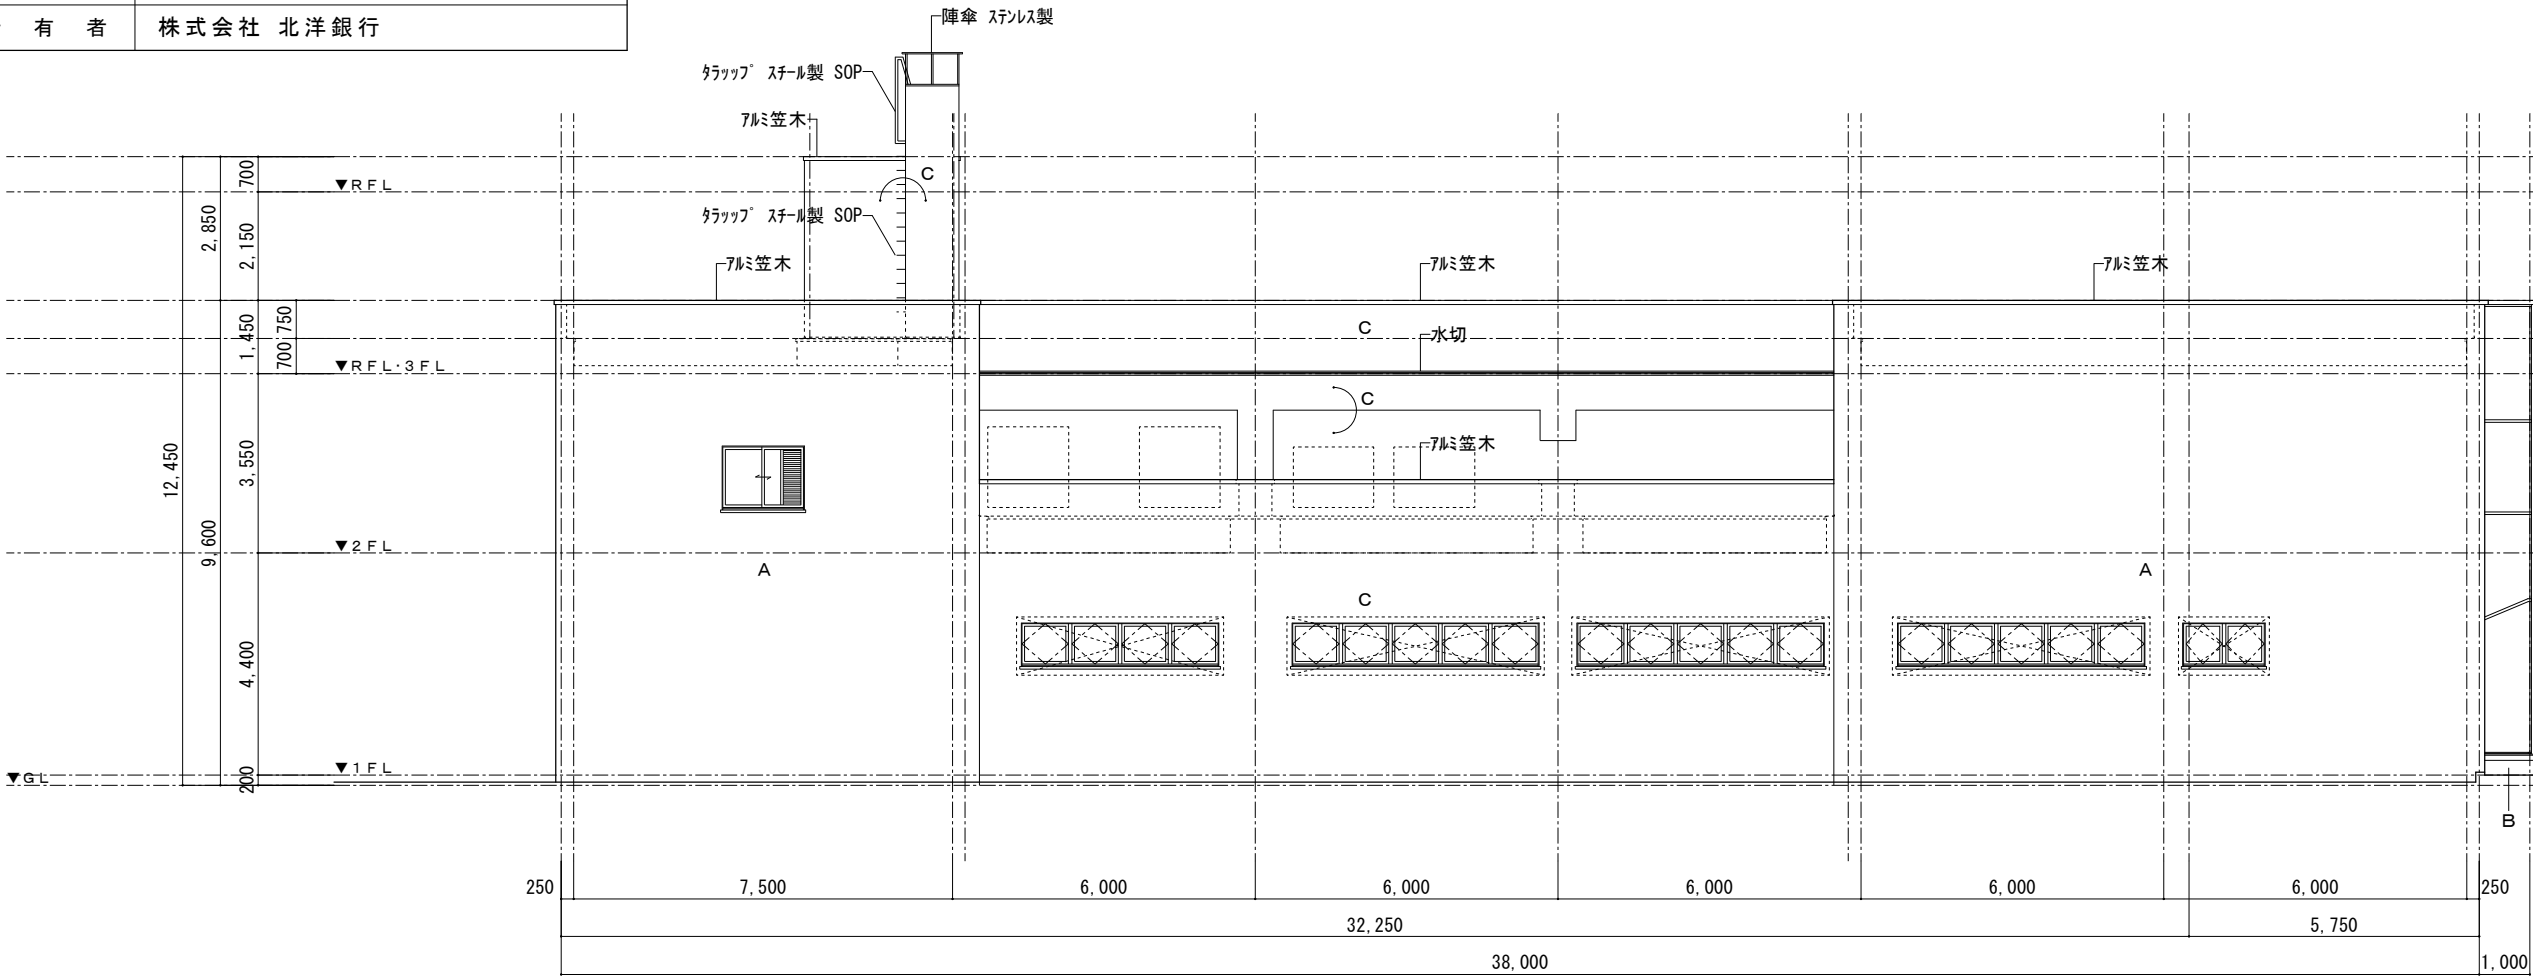 有者 株式会社 北洋銀行
陣傘 ｽﾃﾝﾚｽ製
ﾀﾗｯﾌﾟ ｽﾁｰﾙ製 SOP
ｱﾙﾐ笠木
C
700
▼RFL
ﾀﾗｯﾌﾟ ｽﾁｰﾙ製 SOP
2,850
2,150
ｱﾙﾐ笠木
ｱﾙﾐ笠木
ｱﾙﾐ笠木
750
1,450
C
水切
700
▼RFL・3FL
C
ｱﾙﾐ笠木
12,450
3,550
9,600
▼2FL
A
A
C
4,400
▼1FL
▼GL
200
B
250
7,500
6,000
6,000
6,000
6,000
6,000
250
32,250
5,750
38,000
1,000